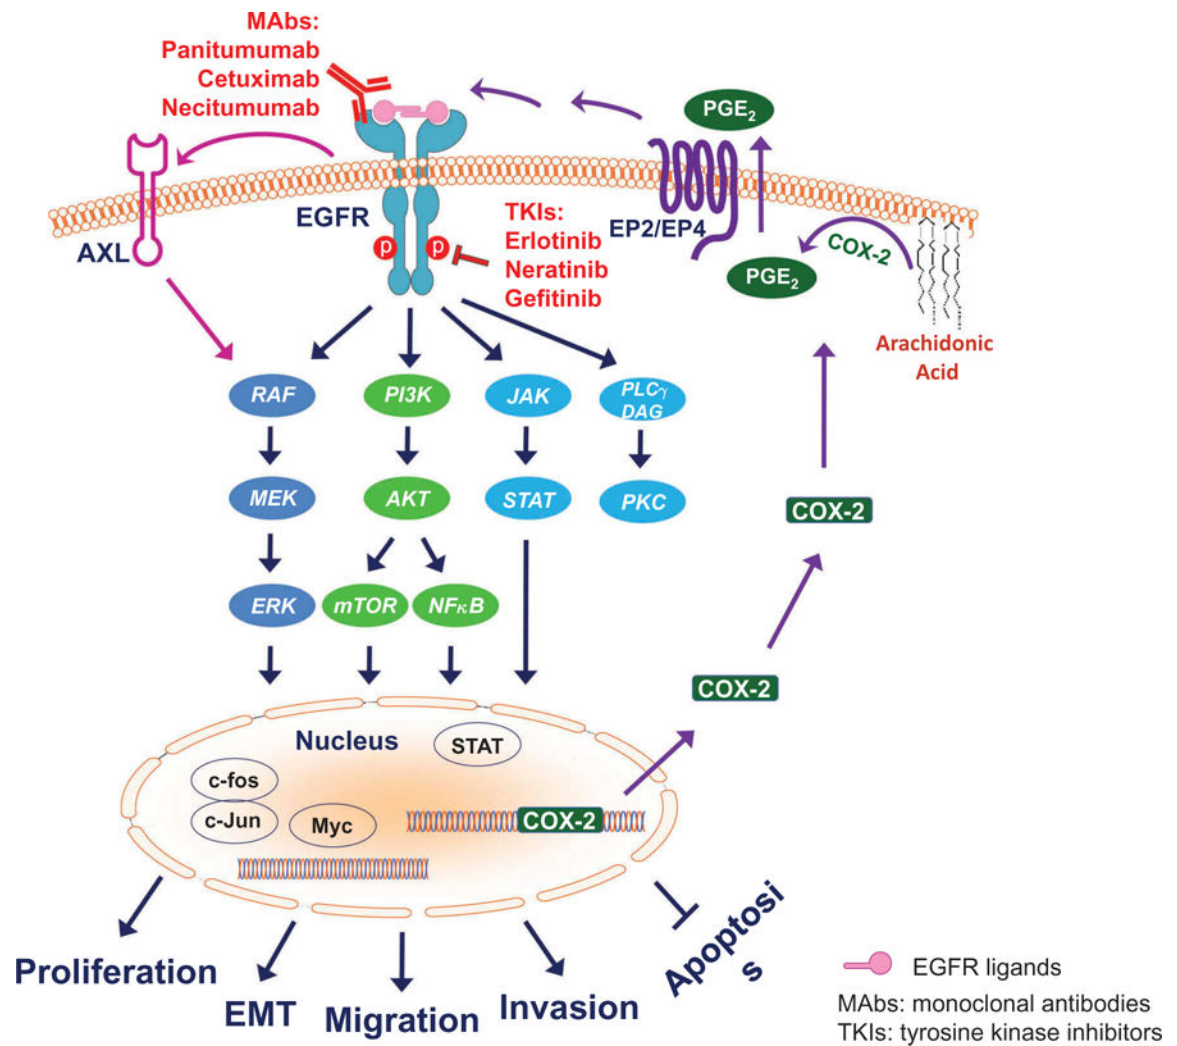 MAbs:
Panitumumab
Cetuximab
Necitumumab
PGE2
EGFR
AXL
TKIs:
Erlotinib
Neratinib
Gefitinib
p
p
EP2/EP4
COX-2
PGE2
Arachidonic
Acid
RAF
PI3K
JAK
PLCγ
DAG
MEK
AKT
STAT
PKC
COX-2
ERK
mTOR
NFκB
COX-2
Nucleus
STAT
c-fos
c-Jun
Myc
COX-2
Proliferation
EMT
Migration
Invasion
Apoptosi
s
EGFR ligands
MAbs: monoclonal antibodies
TKIs: tyrosine kinase inhibitors